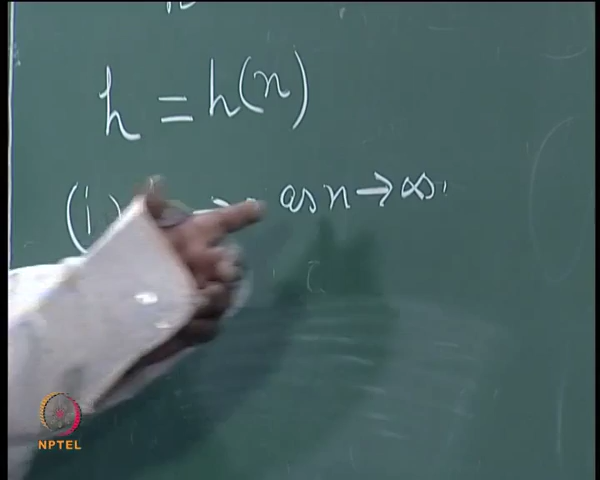 h = h(n)
(i) → as n → ∞.
NPTEL